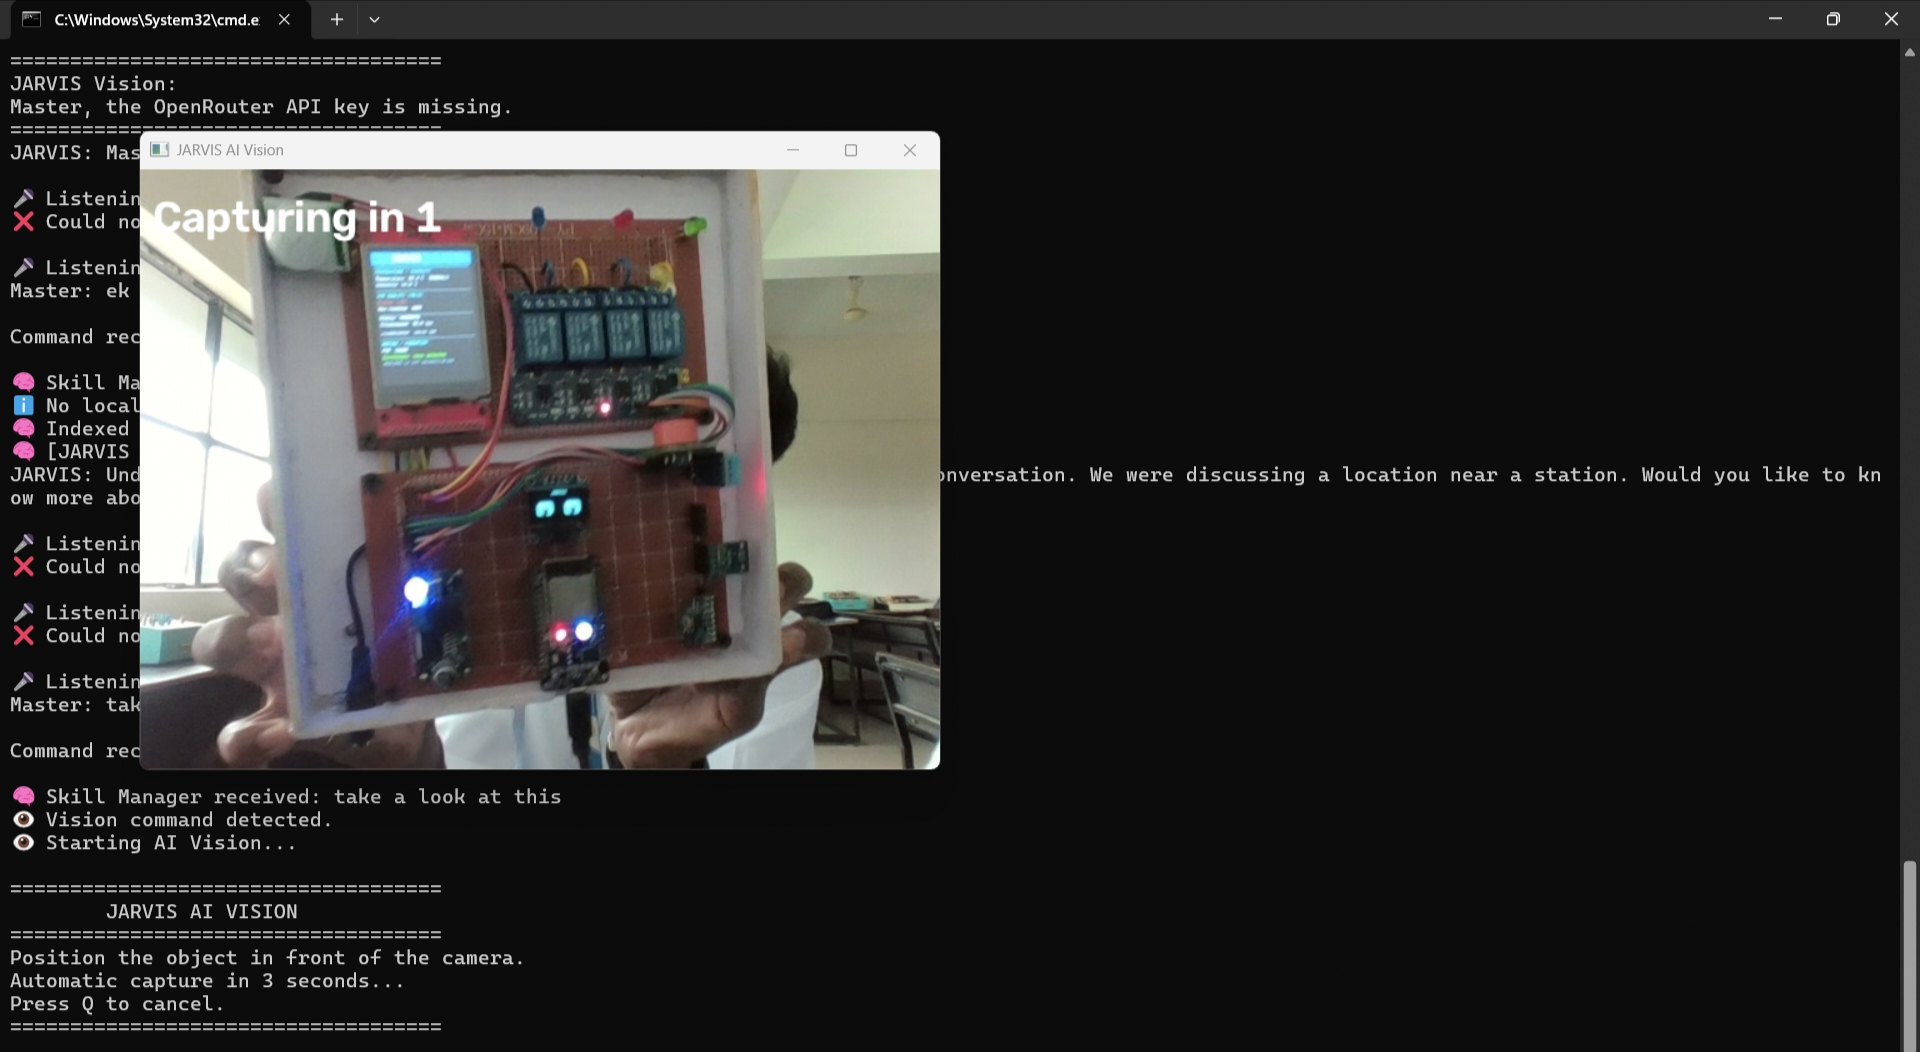 C:\Windows\System32\cmd.e
===================================
JARVIS Vision:
Master, the OpenRouter API key is missing.
===================================
JARVIS AI Vision
JARVIS: Mas
Listenin
Could no
Capturing in 1
Listenin
Master: ek
Command rec
Skill Ma
No local
Indexed
[JARVIS
JARVIS: Und onversation. We were discussing a location near a station. Would you like to kn
ow more abo
Listenin
Could no
Listenin
Could no
Listenin
Master: tak
Command rec
Skill Manager received: take a look at this
Vision command detected.
Starting AI Vision...
===================================
JARVIS AI VISION
===================================
Position the object in front of the camera.
Automatic capture in 3 seconds...
Press Q to cancel.
===================================